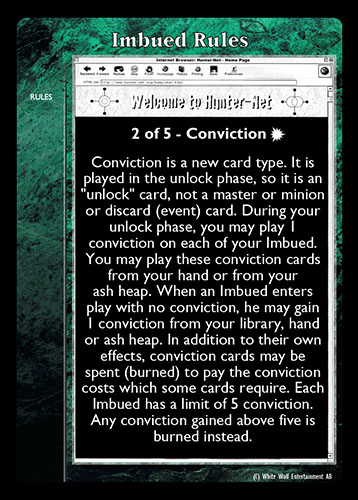 Imbued Rules
Internet Browser: Hunter-Net - Home Page
RULES
Welcome to Hunter-Net
2 of 5 - Conviction
Conviction is a new card type. It is
played in the unlock phase, so it is an
"unlock" card, not a master or minion
or discard (event) card. During your
unlock phase, you may play 1
conviction on each of your Imbued.
You may play these conviction cards
from your hand or from your
ash heap. When an Imbued enters
play with no conviction, he may gain
1 conviction from your library, hand
or ash heap. In addition to their own
effects, conviction cards may be
spent (burned) to pay the conviction
costs which some cards require. Each
Imbued has a limit of 5 conviction.
Any conviction gained above five is
burned instead.
(C) White Wolf Entertainment AB